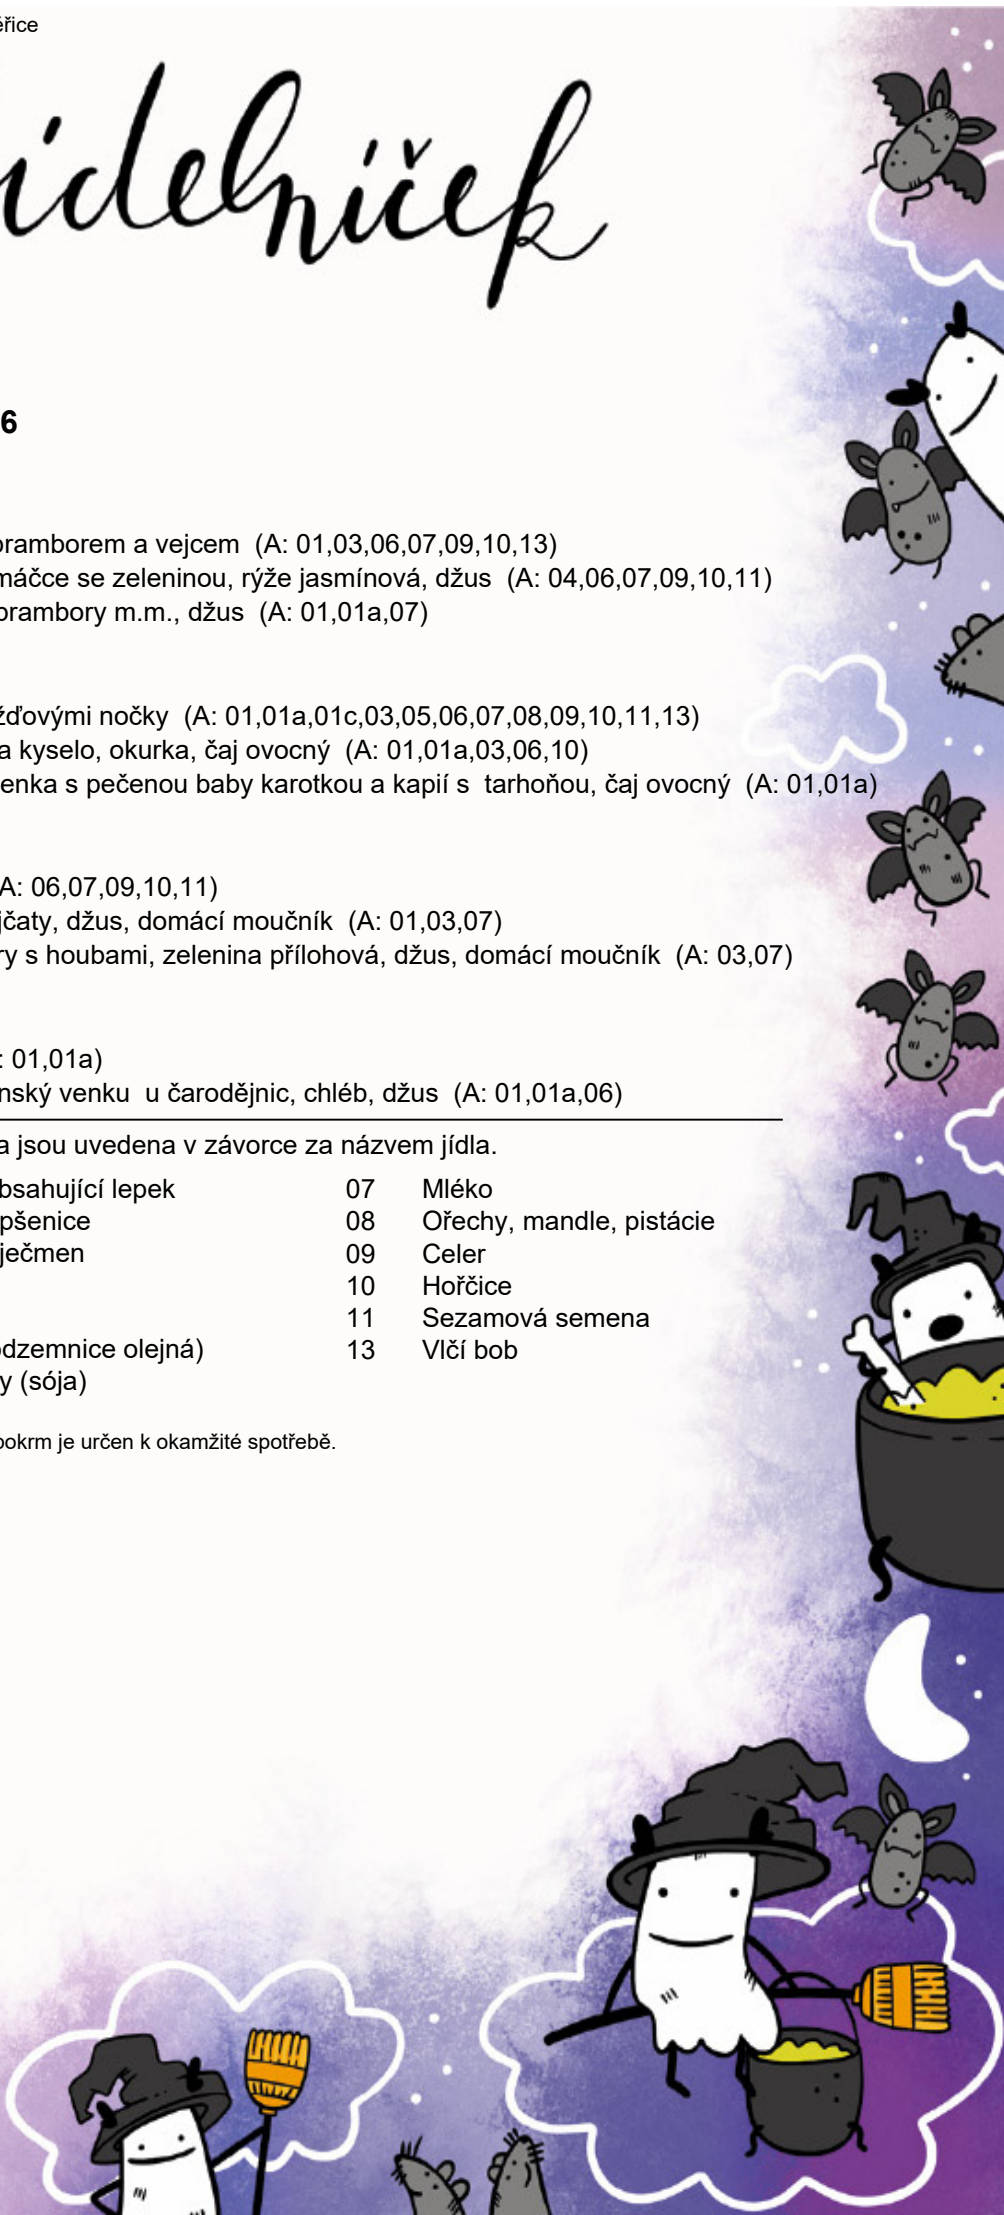 ěřice
ídelníček
6
oramborem a vejcem (A: 01,03,06,07,09,10,13)
máčce se zeleninou, rýže jasmínová, džus (A: 04,06,07,09,10,11)
brambory m.m., džus (A: 01,01a,07)
žďovými nočky (A: 01,01a,01c,03,05,06,07,08,09,10,11,13)
a kyselo, okurka, čaj ovocný (A: 01,01a,03,06,10)
enka s pečenou baby karotkou a kapií s tarhoňou, čaj ovocný (A: 01,01a)
A: 06,07,09,10,11)
jčaty, džus, domácí moučník (A: 01,03,07)
ry s houbami, zelenina přílohová, džus, domácí moučník (A: 03,07)
: 01,01a)
nský venku u čarodějnic, chléb, džus (A: 01,01a,06)
a jsou uvedena v závorce za názvem jídla.
bsahující lepek 07 Mléko
pšenice 08 Ořechy, mandle, pistácie
ječmen 09 Celer
10 Hořčice
11 Sezamová semena
odzemnice olejná) 13 Vlčí bob
y (sója)
pokrm je určen k okamžité spotřebě.